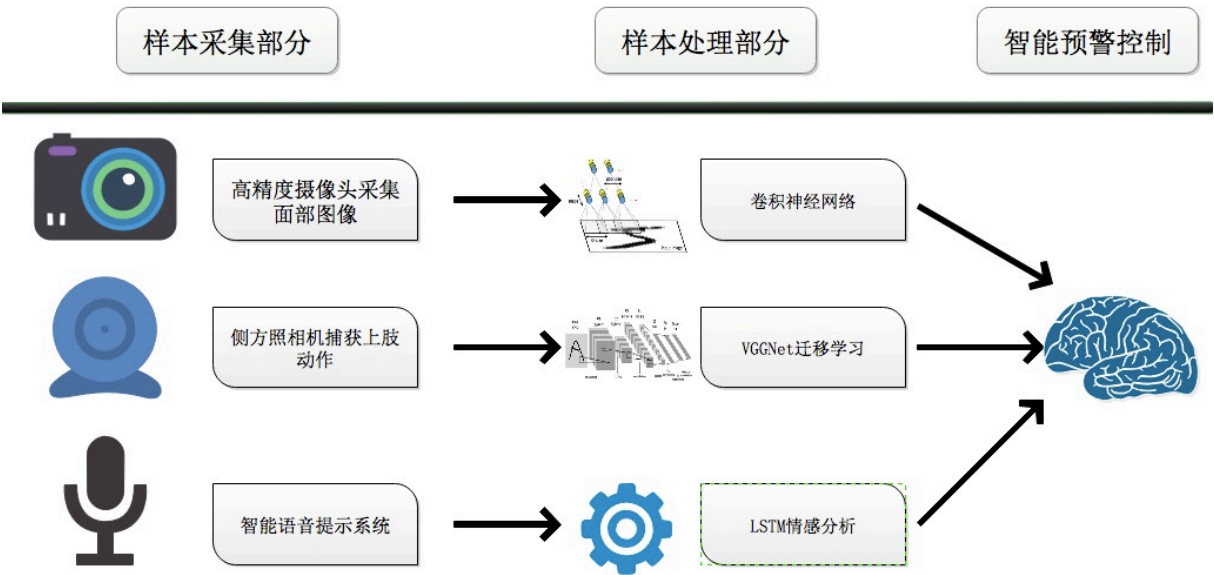 样本采集部分
样本处理部分
智能预警控制
高精度摄像头采集
面部图像
卷积神经网络
侧方照相机捕获上肢
动作
A
VGGNet迁移学习
智能语音提示系统
LSTM情感分析